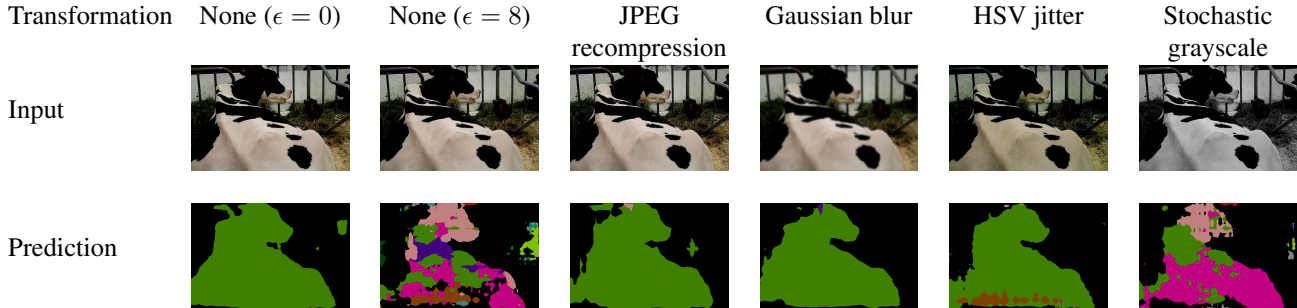 Transformation None (ϵ = 0) None (ϵ = 8) JPEG recompression Gaussian blur HSV jitter Stochastic grayscale
Input
Prediction